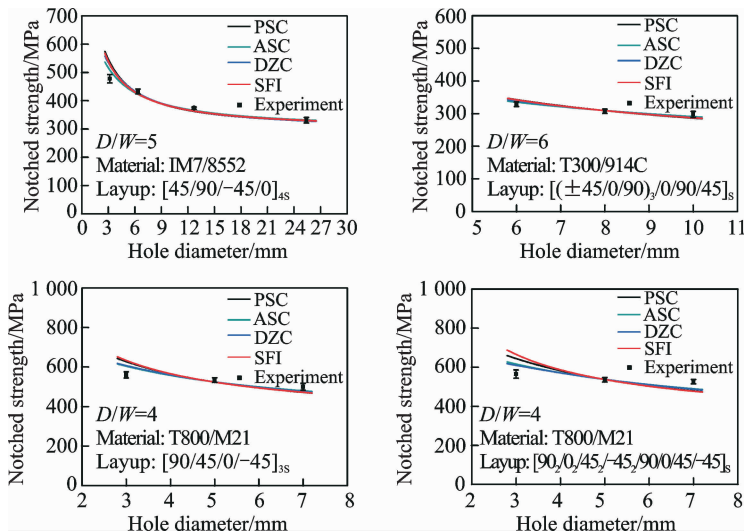 700
600
500
400
300
200
100
0
Notched strength/MPa
PSC
ASC
DZC
SFI
Experiment
D/W=5
Material: IM7/8552
Layup: [45/90/−45/0]4S
0 3 6 9 12 15 18 21 24 27 30
Hole diameter/mm
600
500
400
300
200
100
0
Notched strength/MPa
PSC
ASC
DZC
SFI
Experiment
D/W=6
Material: T300/914C
Layup: [(±45/0/90)3/0/90/45]S
5 6 7 8 9 10 11
Hole diameter/mm
1 000
800
600
400
200
0
Notched strength/MPa
PSC
ASC
DZC
SFI
Experiment
D/W=4
Material: T800/M21
Layup: [90/45/0/−45]3S
2 3 4 5 6 7 8
Hole diameter/mm
1 000
800
600
400
200
0
Notched strength/MPa
PSC
ASC
DZC
SFI
Experiment
D/W=4
Material: T800/M21
Layup: [902/02/452/−452/90/0/45/−45]S
2 3 4 5 6 7 8
Hole diameter/mm